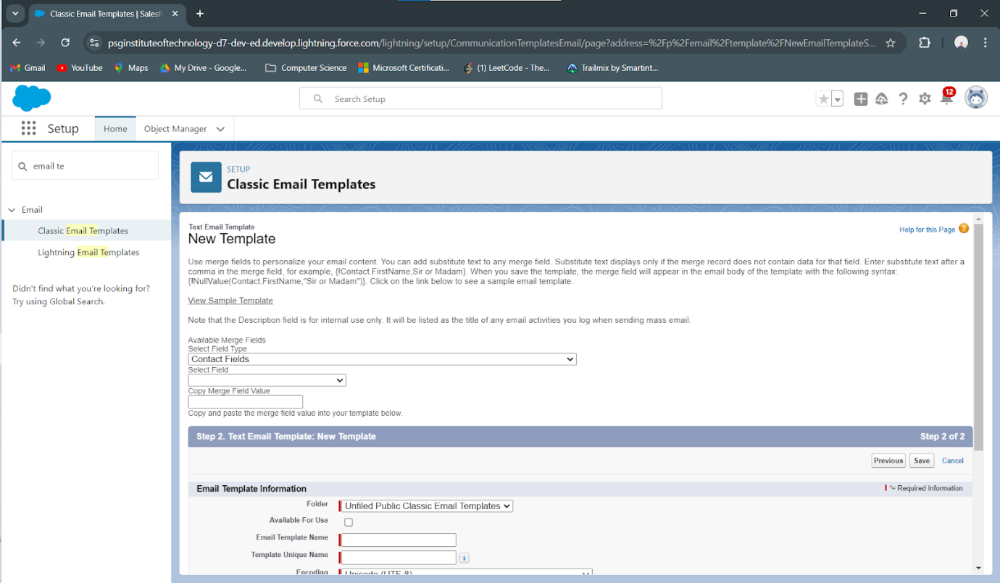 Classic Email Templates | Salesf
psginstituteoftechnology-d7-dev-ed.develop.lightning.force.com/lightning/setup/CommunicationTemplatesEmail/page?address=%2Fp%2Femail%2Ftemplate%2FNewEmailTemplateS...
Gmail YouTube Maps My Drive - Google... Computer Science Microsoft Certificati... (1) LeetCode - The... Trailmix by Smartint...
Search Setup
12
Setup Home Object Manager
email te
SETUP
Classic Email Templates
Email
Classic Email Templates
Lightning Email Templates
Didn't find what you're looking for?
Try using Global Search.
Text Email Template
New Template
Help for this Page ?
Use merge fields to personalize your email content. You can add substitute text to any merge field. Substitute text displays only if the merge record does not contain data for that field. Enter substitute text after a
comma in the merge field, for example, {!Contact.FirstName,Sir or Madam}. When you save the template, the merge field will appear in the email body of the template with the following syntax:
{!NullValue(Contact.FirstName,"Sir or Madam")}. Click on the link below to see a sample email template.
View Sample Template
Note that the Description field is for internal use only. It will be listed as the title of any email activities you log when sending mass email.
Available Merge Fields
Select Field Type
Contact Fields
Select Field
Copy Merge Field Value
Copy and paste the merge field value into your template below.
Step 2. Text Email Template: New Template Step 2 of 2
Previous Save Cancel
Email Template Information *= Required Information
Folder Unfiled Public Classic Email Templates
Available For Use
Email Template Name
Template Unique Name i
Encoding Unicode (UTF-8)